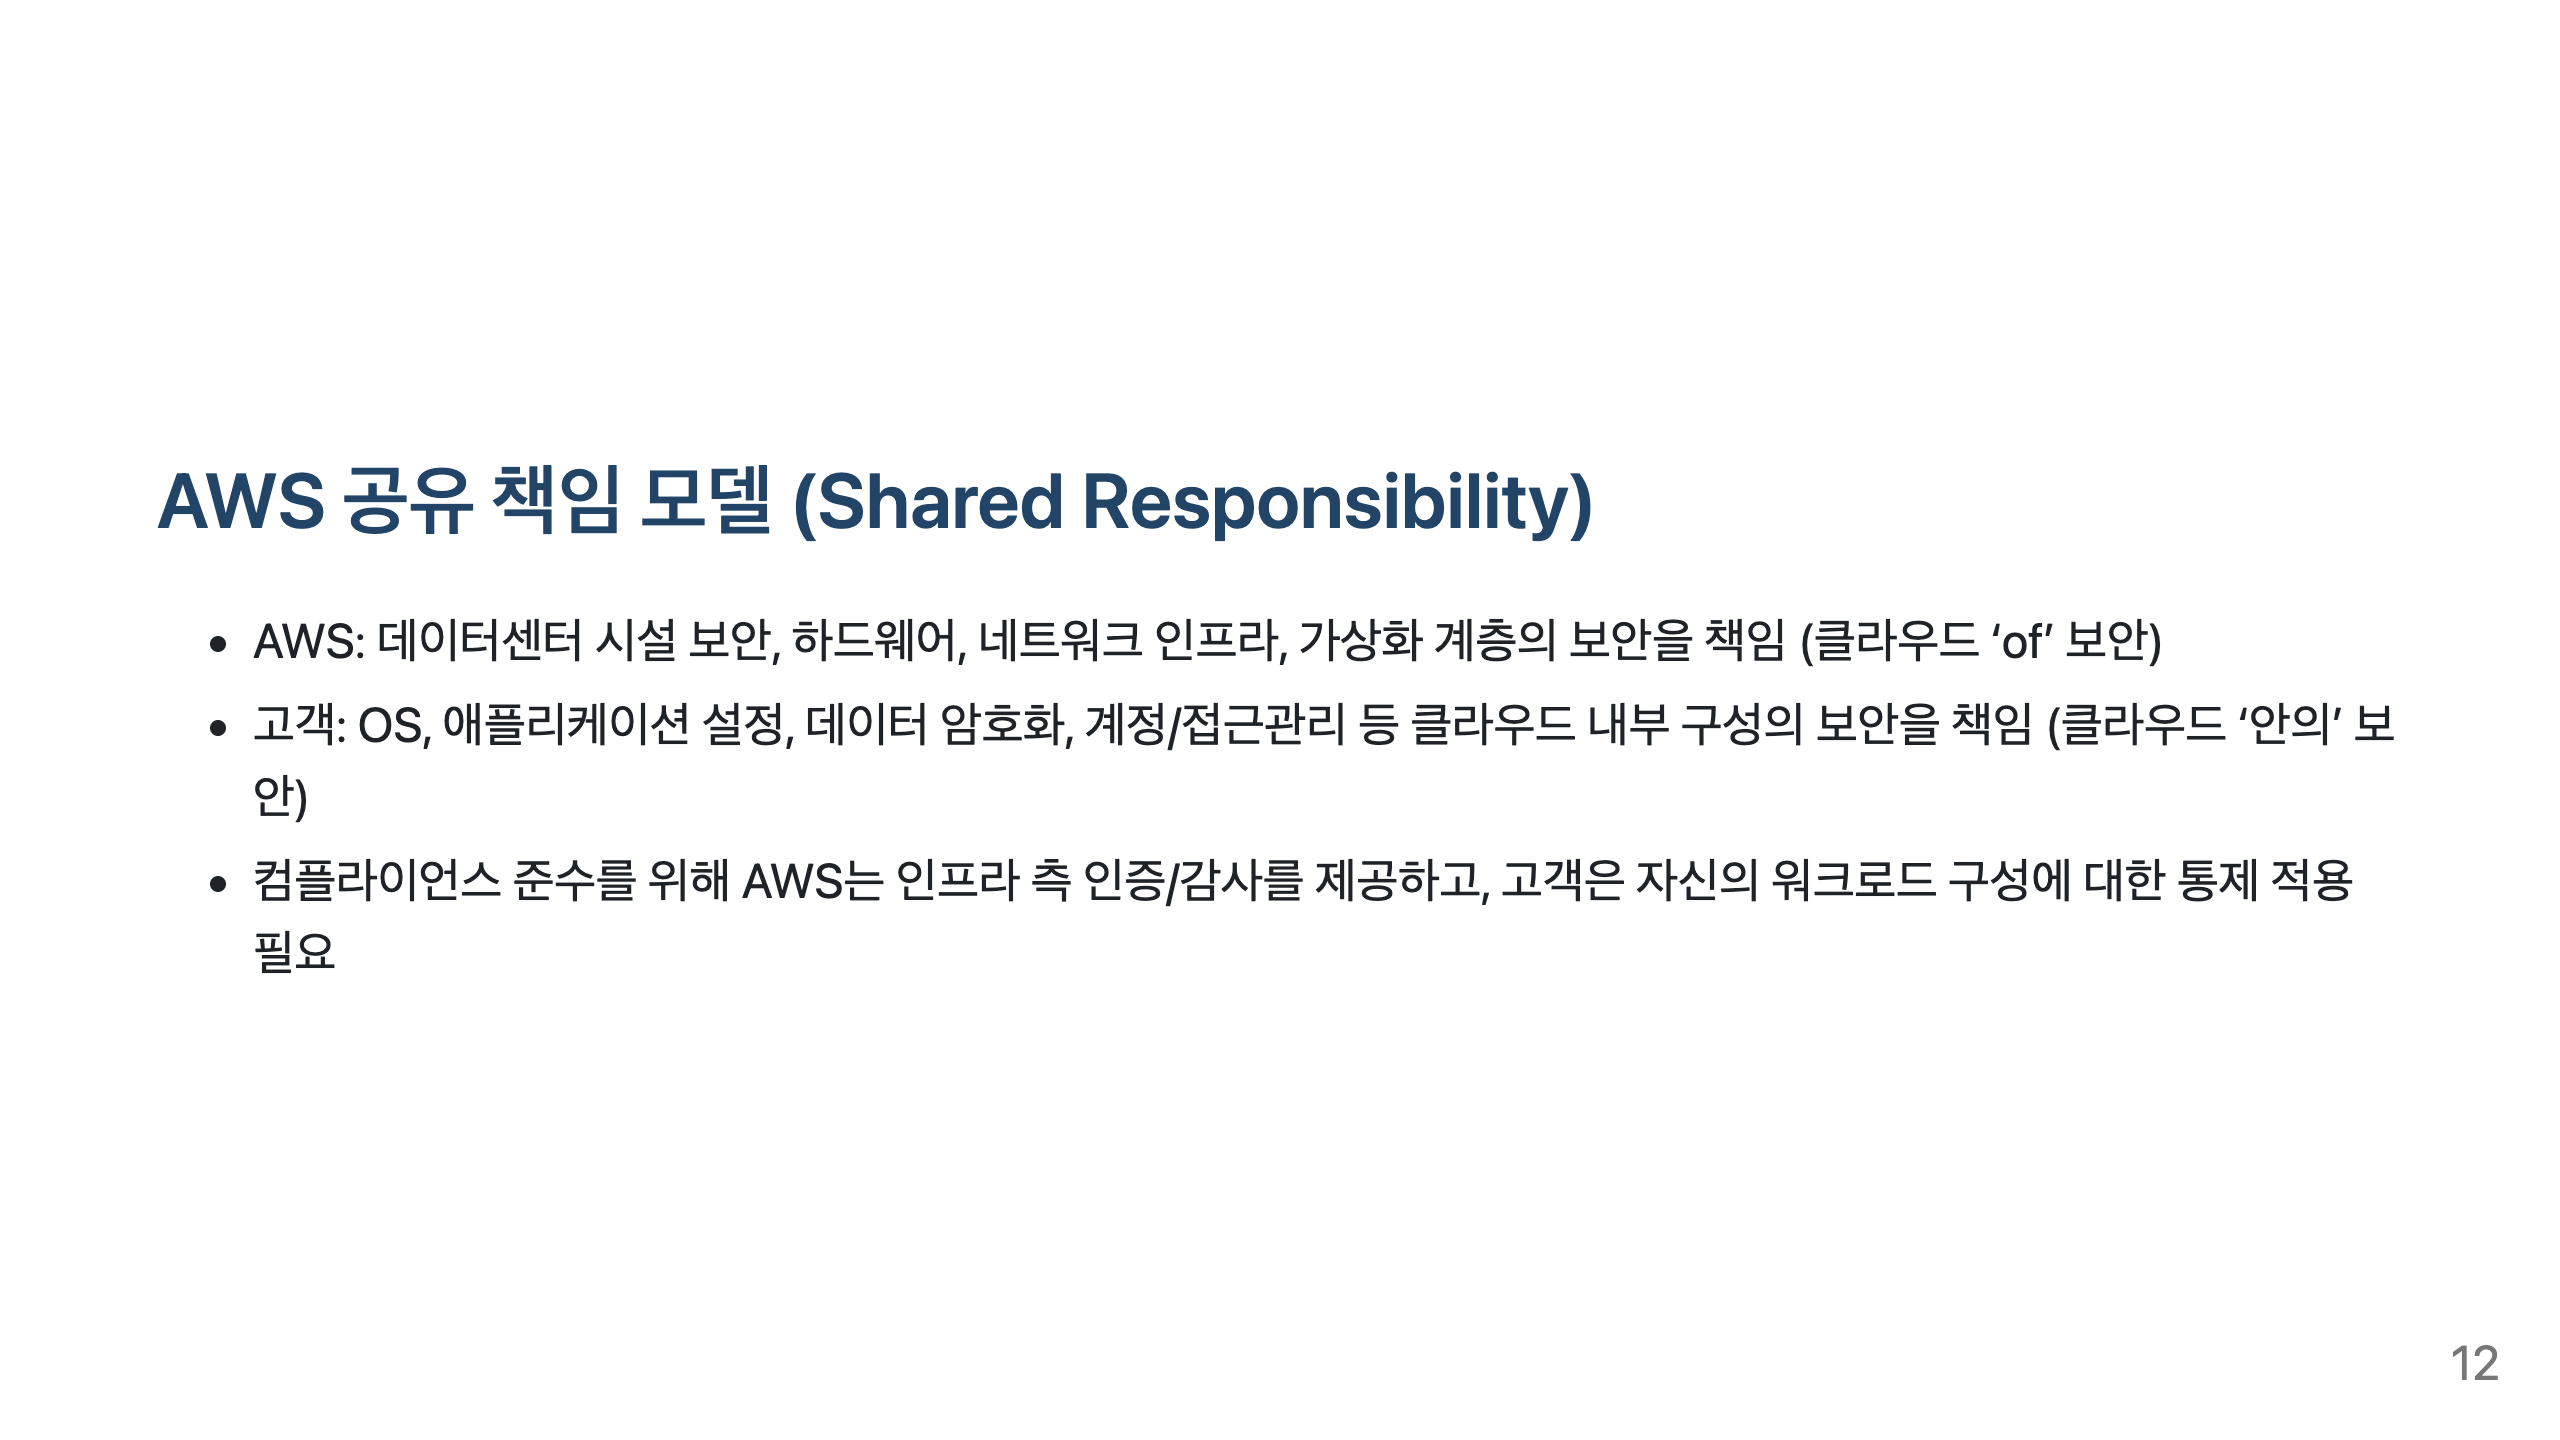 AWS 공유 책임 모델 (Shared Responsibility)
• AWS: 데이터센터 시설 보안, 하드웨어, 네트워크 인프라, 가상화 계층의 보안을 책임 (클라우드 ‘of’ 보안)
• 고객: OS, 애플리케이션 설정, 데이터 암호화, 계정/접근관리 등 클라우드 내부 구성의 보안을 책임 (클라우드 ‘안의’ 보
안)
• 컴플라이언스 준수를 위해 AWS는 인프라 측 인증/감사를 제공하고, 고객은 자신의 워크로드 구성에 대한 통제 적용
필요
12